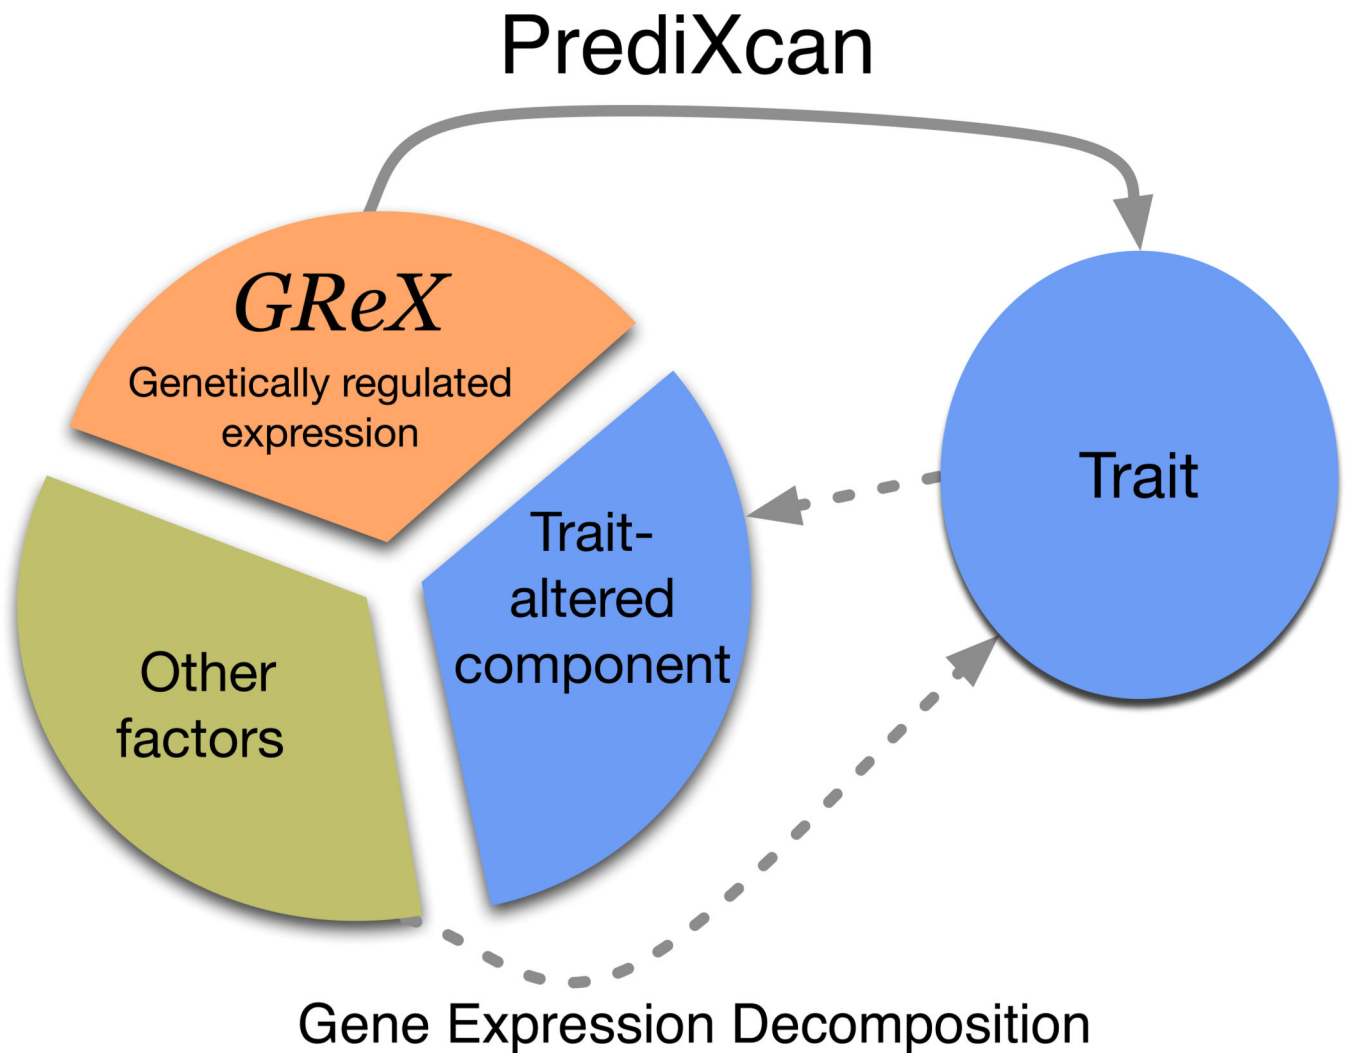 PrediXcan
GReX
Genetically regulated
expression
Trait-
altered
component
Trait
Other
factors
Gene Expression Decomposition